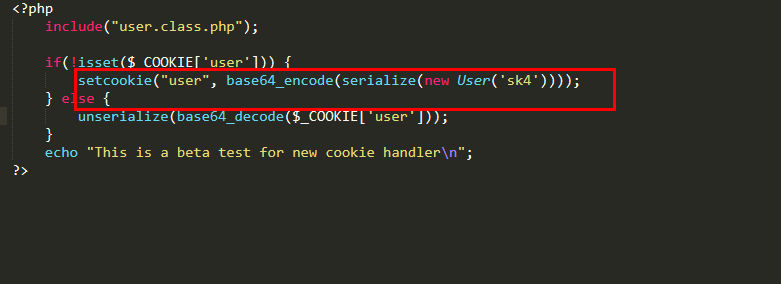 <?php
include("user.class.php");
if(!isset($_COOKIE['user'])) {
setcookie("user", base64_encode(serialize(new User('sk4'))));
} else {
unserialize(base64_decode($_COOKIE['user']));
}
echo "This is a beta test for new cookie handler\n";
?>